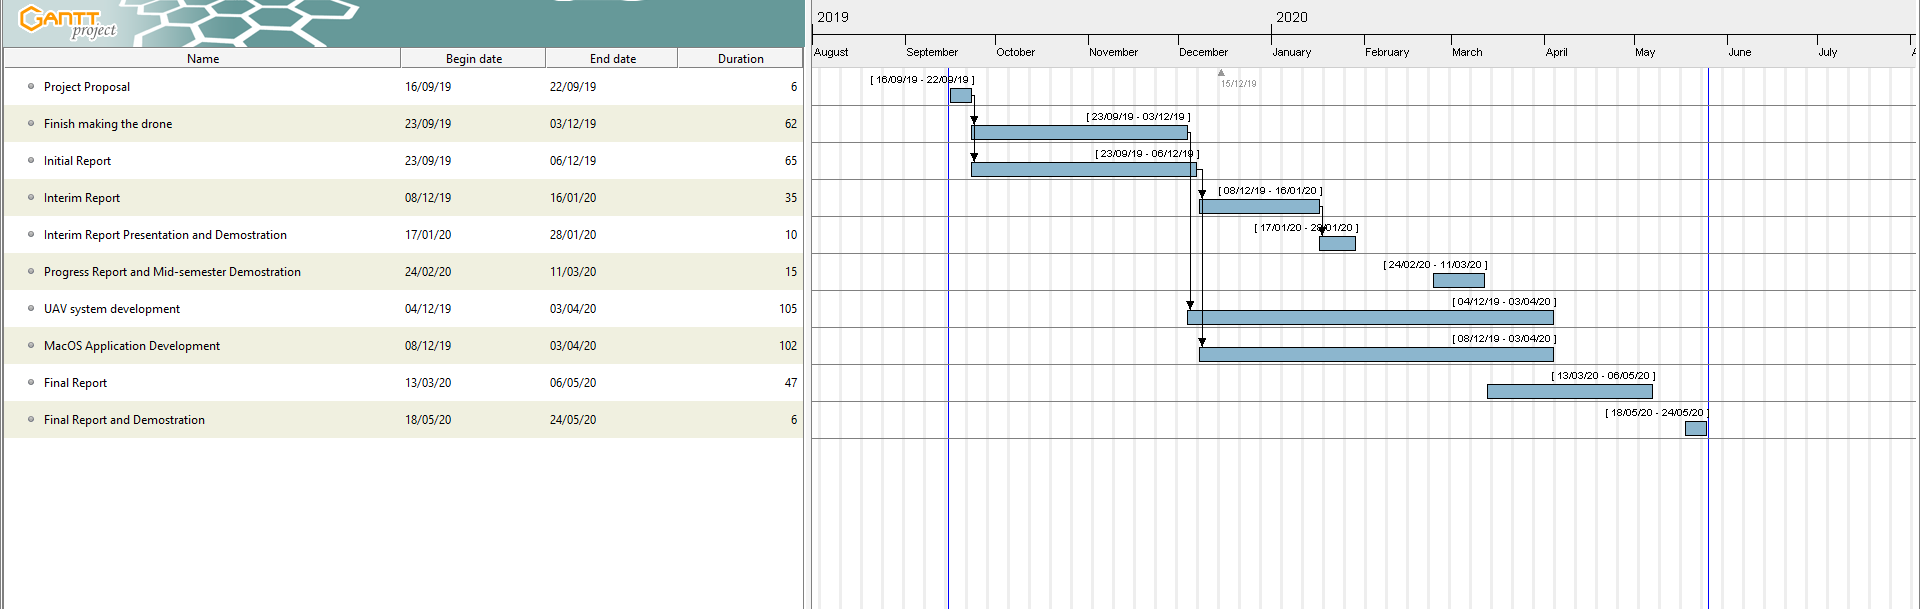 GANTT
project
2019 2020
August September October November December January February March April May June July A
Name Begin date End date Duration
Project Proposal 16/09/19 22/09/19 6
Finish making the drone 23/09/19 03/12/19 62
Initial Report 23/09/19 06/12/19 65
Interim Report 08/12/19 16/01/20 35
Interim Report Presentation and Demostration 17/01/20 28/01/20 10
Progress Report and Mid-semester Demostration 24/02/20 11/03/20 15
UAV system development 04/12/19 03/04/20 105
MacOS Application Development 08/12/19 03/04/20 102
Final Report 13/03/20 06/05/20 47
Final Report and Demostration 18/05/20 24/05/20 6
[ 16/09/19 - 22/09/19 ]
15/12/19
[ 23/09/19 - 03/12/19 ]
[ 23/09/19 - 06/12/19 ]
[ 08/12/19 - 16/01/20 ]
[ 17/01/20 - 28/01/20 ]
[ 24/02/20 - 11/03/20 ]
[ 04/12/19 - 03/04/20 ]
[ 08/12/19 - 03/04/20 ]
[ 13/03/20 - 06/05/20 ]
[ 18/05/20 - 24/05/20 ]